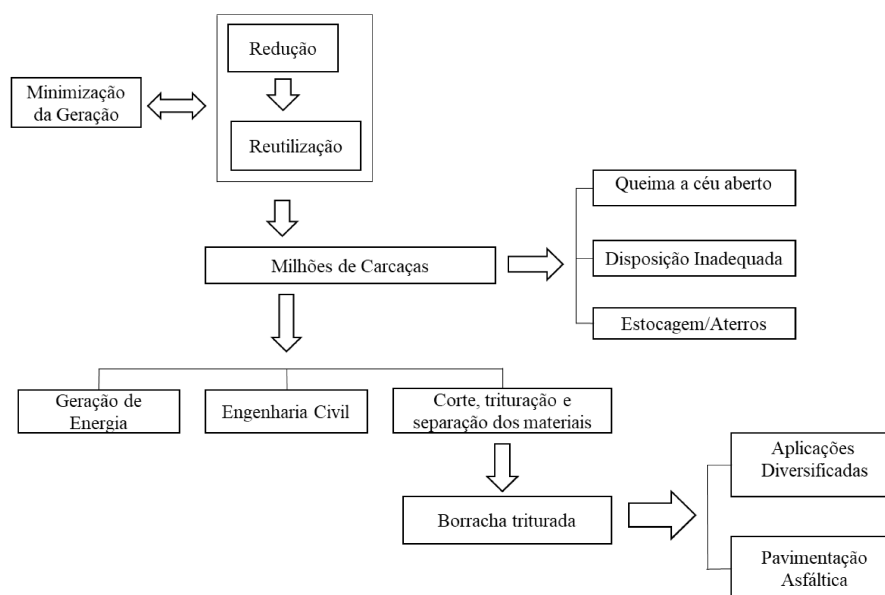 Redução
Minimização
da Geração
Reutilização
Queima a céu aberto
Milhões de Carcaças
Disposição Inadequada
Estocagem/Aterros
Geração de
Energia
Engenharia Civil
Corte, trituração e
separação dos materiais
Aplicações
Diversificadas
Borracha triturada
Pavimentação
Asfáltica